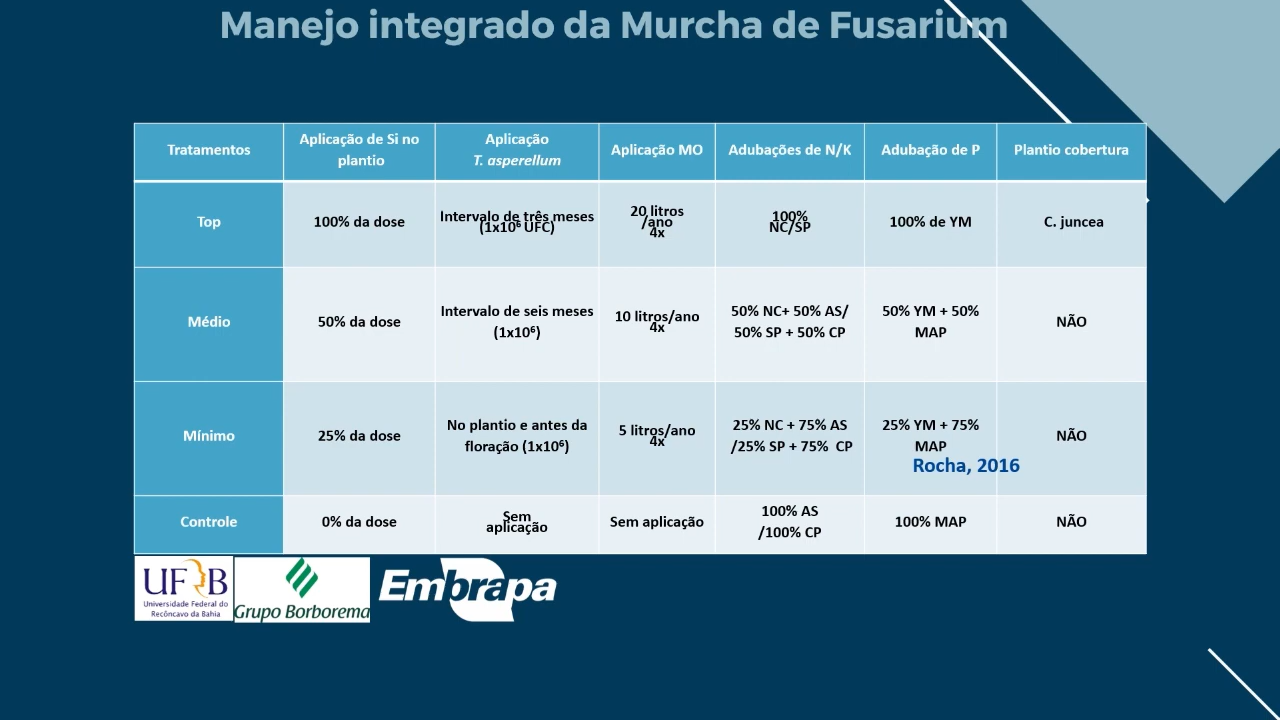 Manejo integrado da Murcha de Fusarium
Tratamentos
Aplicação de Si no
plantio
Aplicação
T. asperellum
Aplicação MO
Adubações de N/K
Adubação de P
Plantio cobertura
Top
100% da dose
Intervalo de três meses
(1x10⁶ UFC)
20 litros
/ano
4x
100%
NC/SP
100% de YM
C. juncea
Médio
50% da dose
Intervalo de seis meses
(1x10⁶)
10 litros/ano
4x
50% NC+ 50% AS/
50% SP + 50% CP
50% YM + 50%
MAP
NÃO
Mínimo
25% da dose
No plantio e antes da
floração (1x10⁶)
5 litros/ano
4x
25% NC + 75% AS
/25% SP + 75% CP
25% YM + 75%
MAP
NÃO
Rocha, 2016
Controle
0% da dose
Sem
aplicação
Sem aplicação
100% AS
/100% CP
100% MAP
NÃO
UFRB
Universidade Federal do
Recôncavo da Bahia
Grupo Borborema
Embrapa